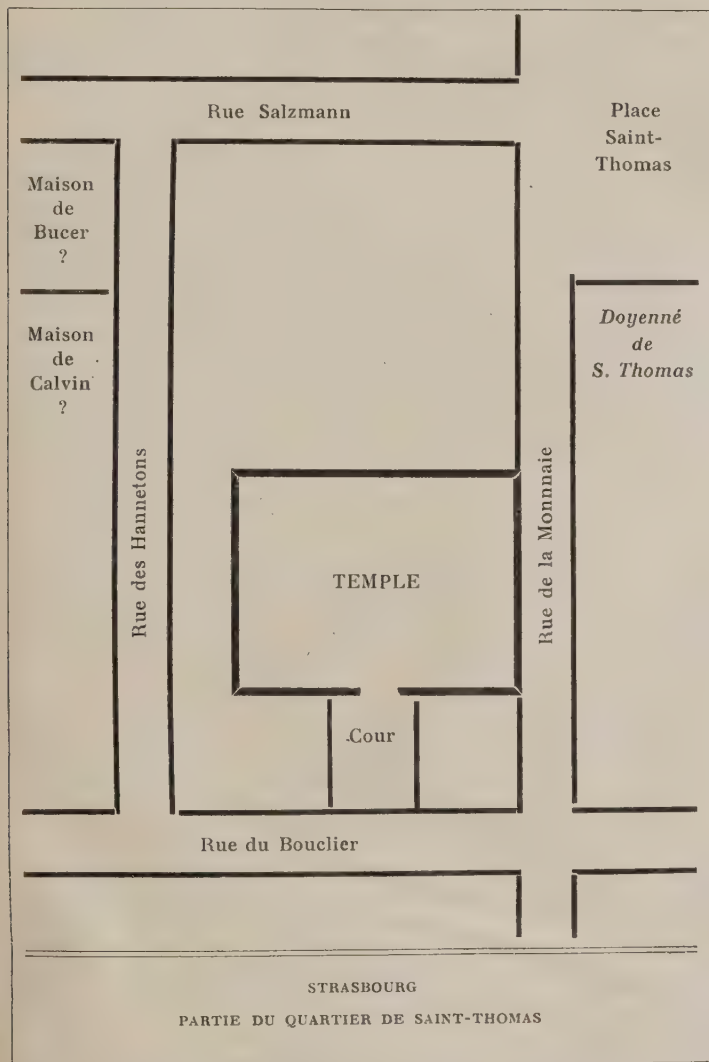 Rue Salzmann
Place
Saint-
Thomas
Maison
de
Bucer
?
Maison
de
Calvin
?
Doyenné
de
S. Thomas
Rue des Hannetons
Rue de la Monnnaie
TEMPLE
Cour
Rue du Bouclier
STRASBOURG
PARTIE DU QUARTIER DE SAINT-THOMAS